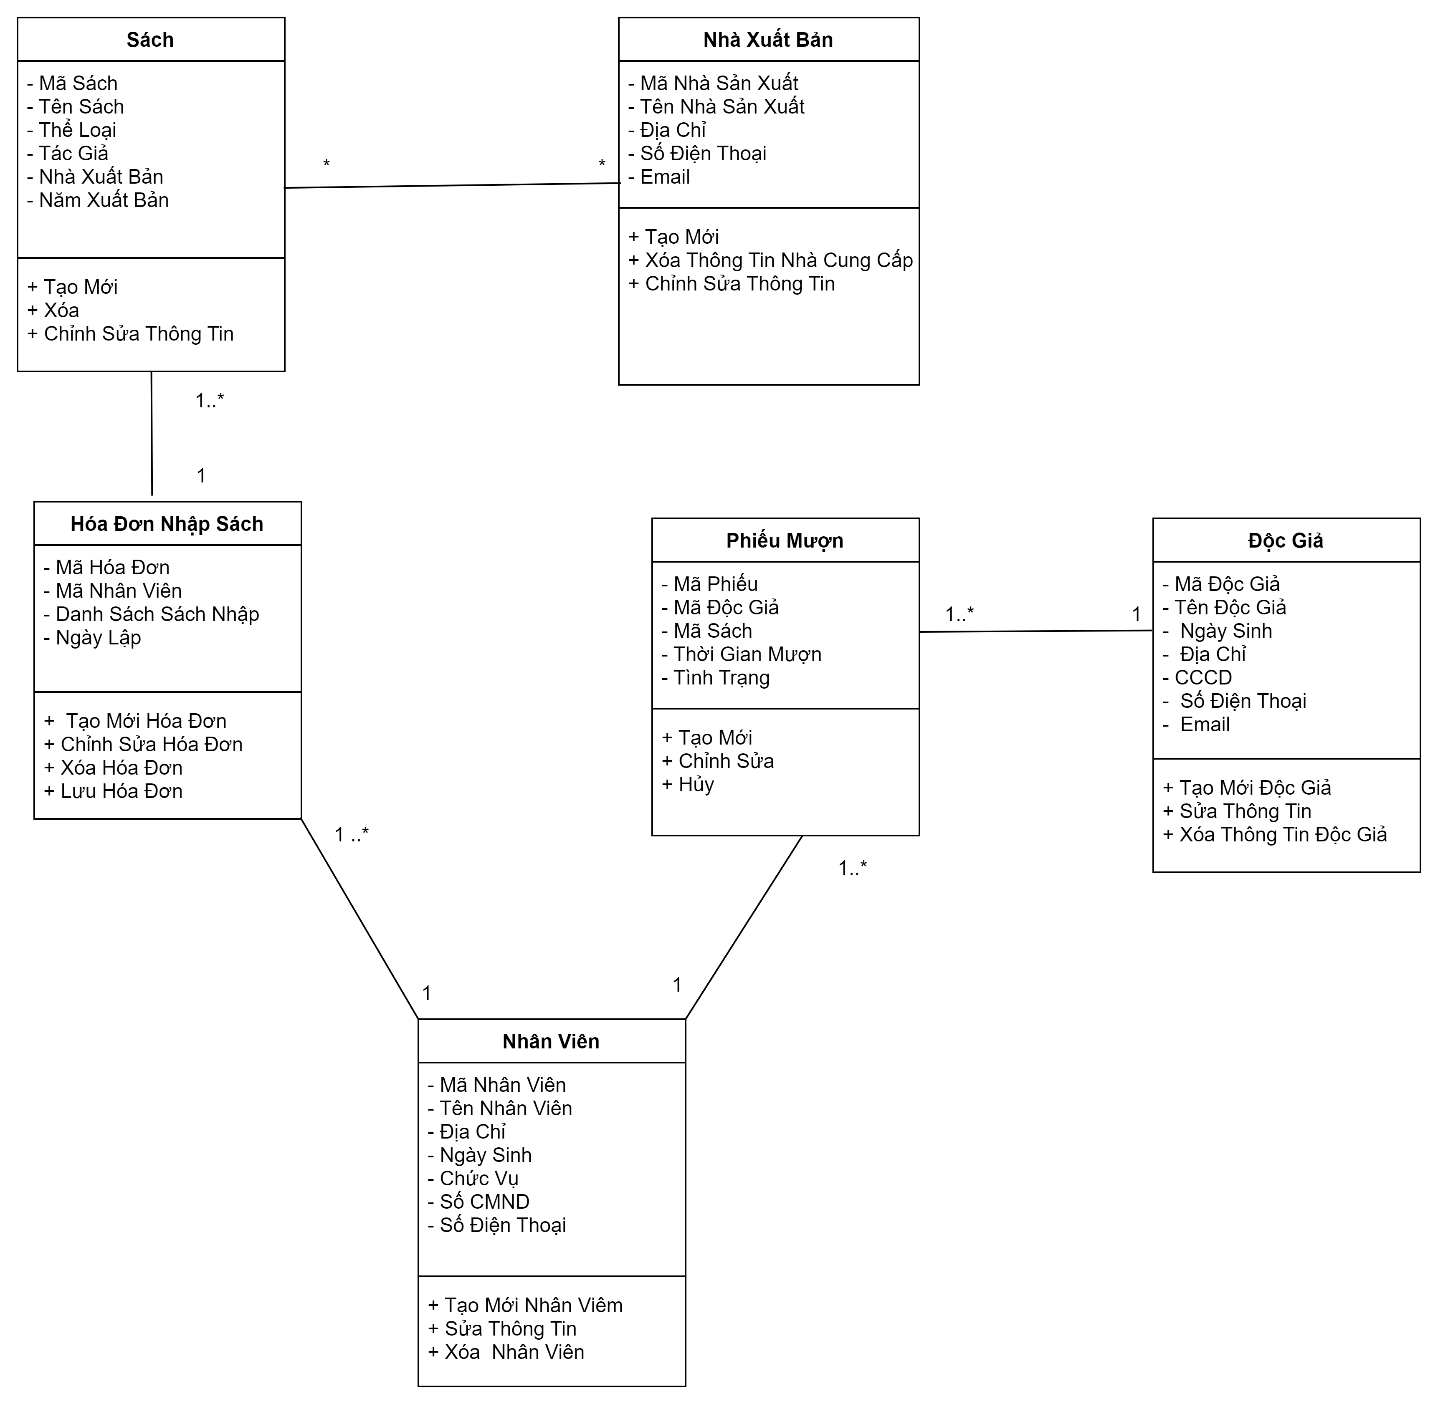 Sách
- Mã Sách
- Tên Sách
- Thể Loại
- Tác Giả
- Nhà Xuất Bản
- Năm Xuất Bản
+ Tạo Mới
+ Xóa
+ Chỉnh Sửa Thông Tin
*
*
Nhà Xuất Bản
- Mã Nhà Sản Xuất
- Tên Nhà Sản Xuất
- Địa Chỉ
- Số Điện Thoại
- Email
+ Tạo Mới
+ Xóa Thông Tin Nhà Cung Cấp
+ Chỉnh Sửa Thông Tin
1..*
1
Hóa Đơn Nhập Sách
- Mã Hóa Đơn
- Mã Nhân Viên
- Danh Sách Sách Nhập
- Ngày Lập
+  Tạo Mới Hóa Đơn
+ Chỉnh Sửa Hóa Đơn
+ Xóa Hóa Đơn
+ Lưu Hóa Đơn
Phiếu Mượn
- Mã Phiếu
- Mã Độc Giả
- Mã Sách
- Thời Gian Mượn
- Tình Trạng
+ Tạo Mới
+ Chỉnh Sửa
+ Hủy
1..*
1
Độc Giả
- Mã Độc Giả
- Tên Độc Giả
-  Ngày Sinh
-  Địa Chỉ
- CCCD
-  Số Điện Thoại
-  Email
+ Tạo Mới Độc Giả
+ Sửa Thông Tin
+ Xóa Thông Tin Độc Giả
1 ..*
1
1..*
1
Nhân Viên
- Mã Nhân Viên
- Tên Nhân Viên
- Địa Chỉ
- Ngày Sinh
- Chức Vụ
- Số CMND
- Số Điện Thoại
+ Tạo Mới Nhân Viêm
+ Sửa Thông Tin
+ Xóa  Nhân Viên